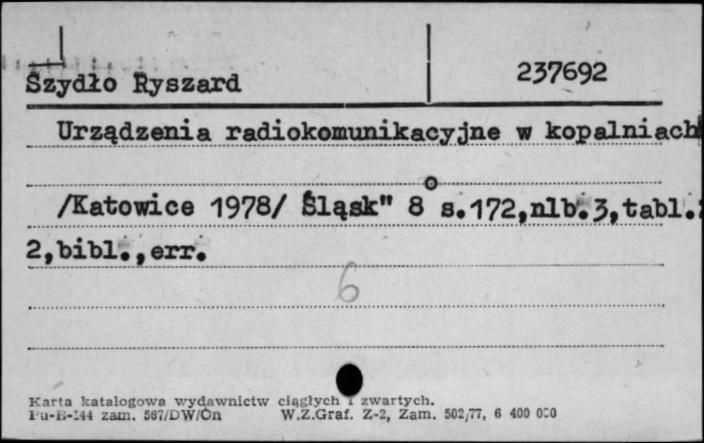 Szydło Ryszard 237692
Urządzenia radiokomunikacyjne w kopalniach
/Katowice 1978/ Śląsk" 8° s.172,nlb.3,tabl.
2,bibl.,err.
6
Karta katalogowa wydawnictw ciągłych i zwartych.
Pu-B-244 zam. 567/DW/On W.Z.Graf. Z-2, Zam. 502/77, 6 400 000